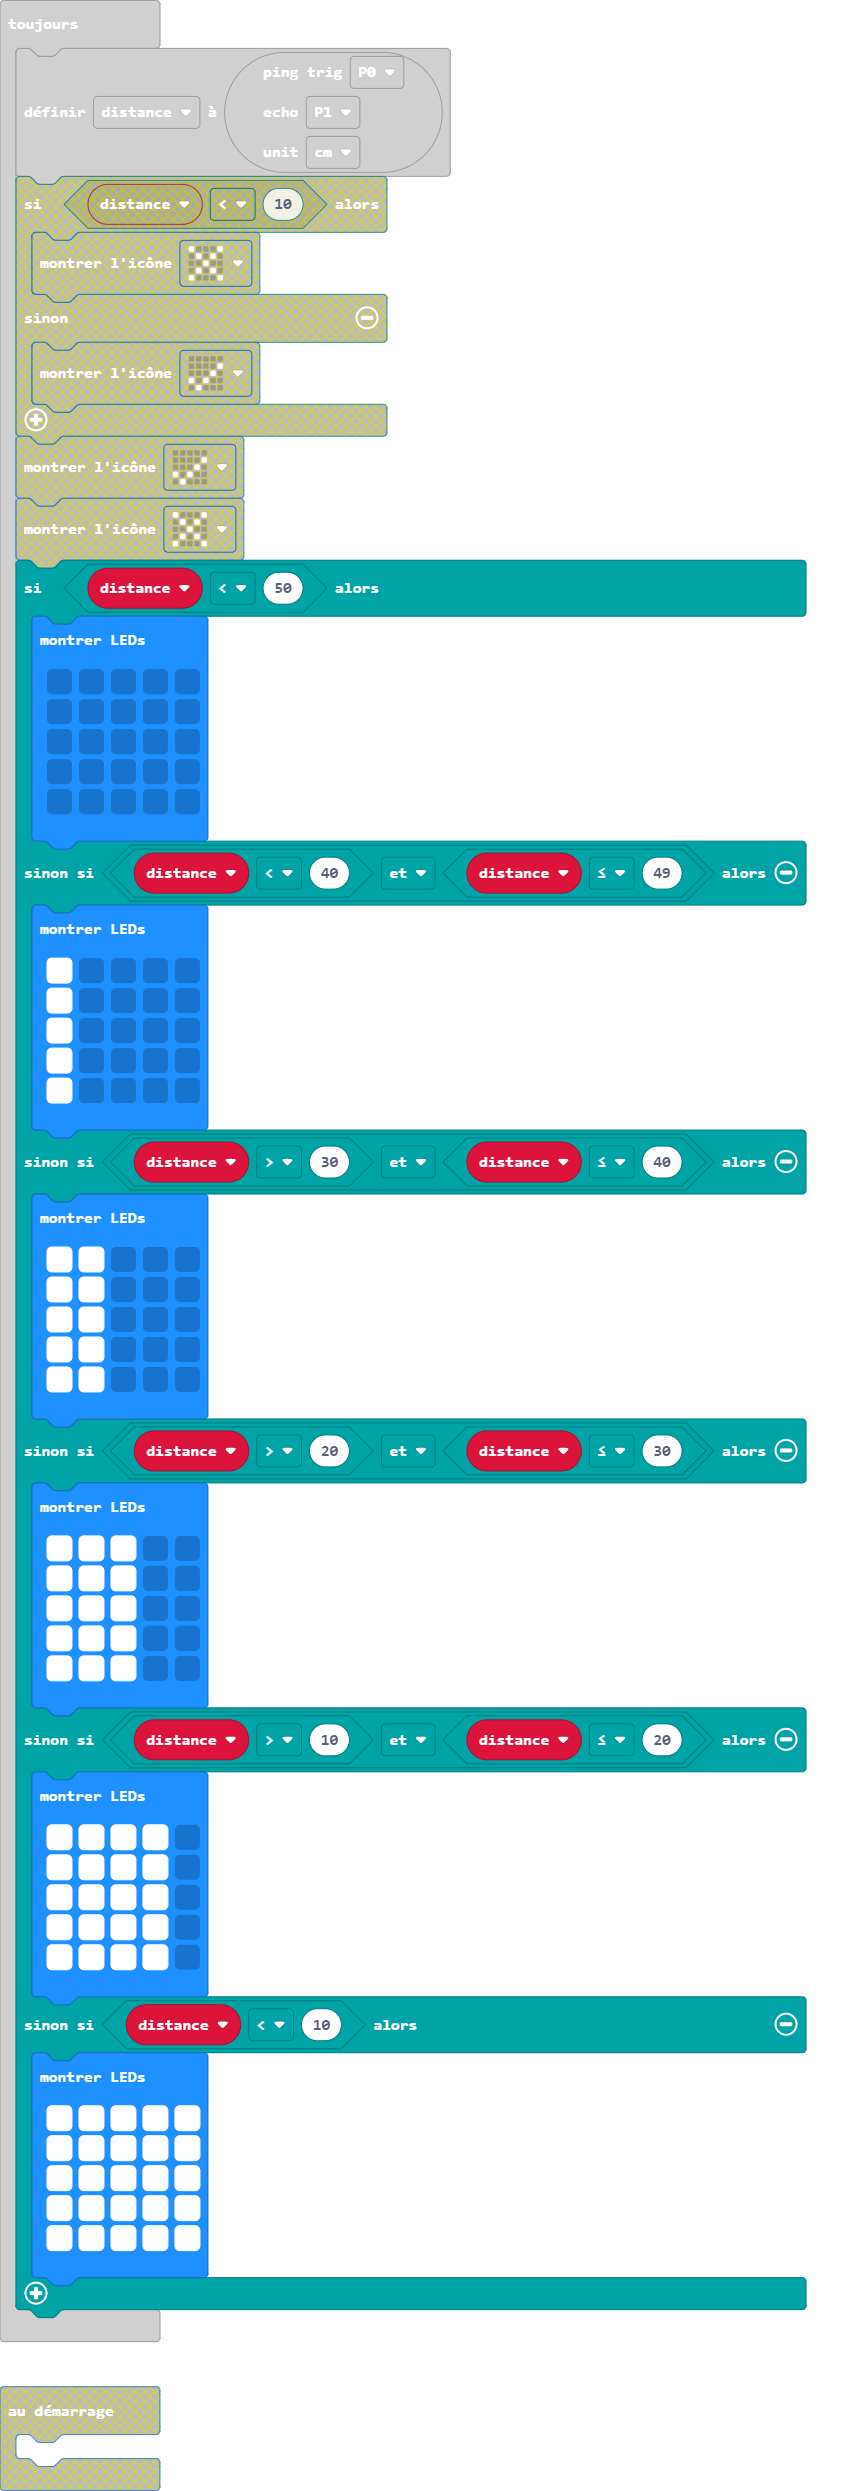 toujours
ping trig P0
définir distance à echo P1
unit cm
si distance < 10 alors
montrer l'icône
sinon
montrer l'icône
montrer l'icône
montrer l'icône
si distance < 50 alors
montrer LEDs
sinon si distance < 40 et distance ≤ 49 alors
montrer LEDs
sinon si distance > 30 et distance ≤ 40 alors
montrer LEDs
sinon si distance > 20 et distance ≤ 30 alors
montrer LEDs
sinon si distance > 10 et distance ≤ 20 alors
montrer LEDs
sinon si distance < 10 alors
montrer LEDs
au démarrage